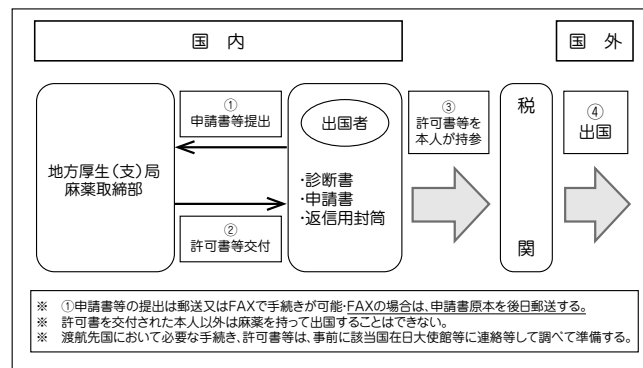 国 内
国 外
地方厚生(支)局
麻薬取締部
①
申請書等提出
②
許可書等交付
出国者
・診断書
・申請書
・返信用封筒
③
許可書等を
本人が持参
税
関
④
出国
※ ①申請書等の提出は郵送又はFAXで手続きが可能・FAXの場合は、申請書原本を後日郵送する。
※ 許可書を交付された本人以外は麻薬を持って出国することはできない。
※ 渡航先国において必要な手続き、許可書等は、事前に該当国在日大使館等に連絡等して調べて準備する。